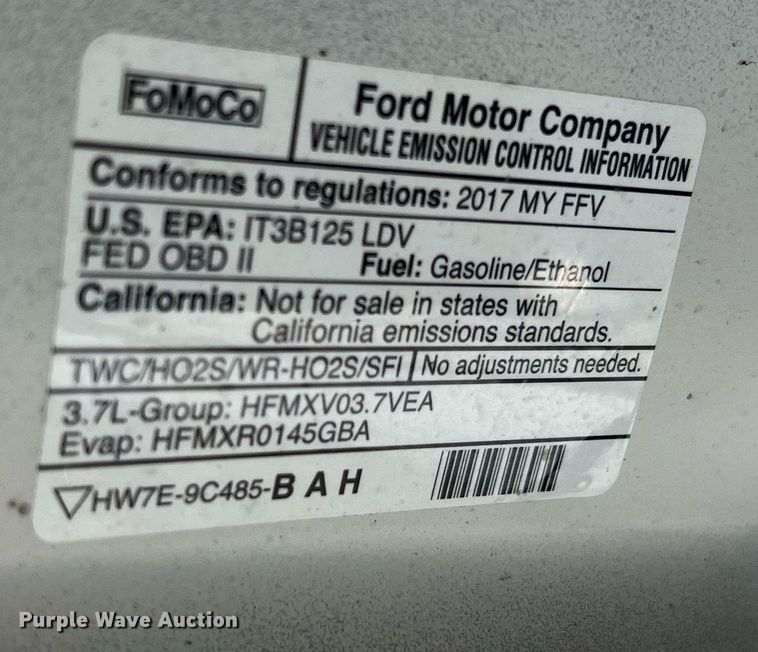 FoMoCo
Ford Motor Company
VEHICLE EMISSION CONTROL INFORMATION
Conforms to regulations: 2017 MY FFV
U.S. EPA: IT3B125 LDV
FED OBD II Fuel: Gasoline/Ethanol
California: Not for sale in states with
California emissions standards.
TWC/HO2S/WR-HO2S/SFI No adjustments needed.
3.7L-Group: HFMXV03.7VEA
Evap: HFMXR0145GBA
HW7E-9C485-B A H
Purple Wave Auction